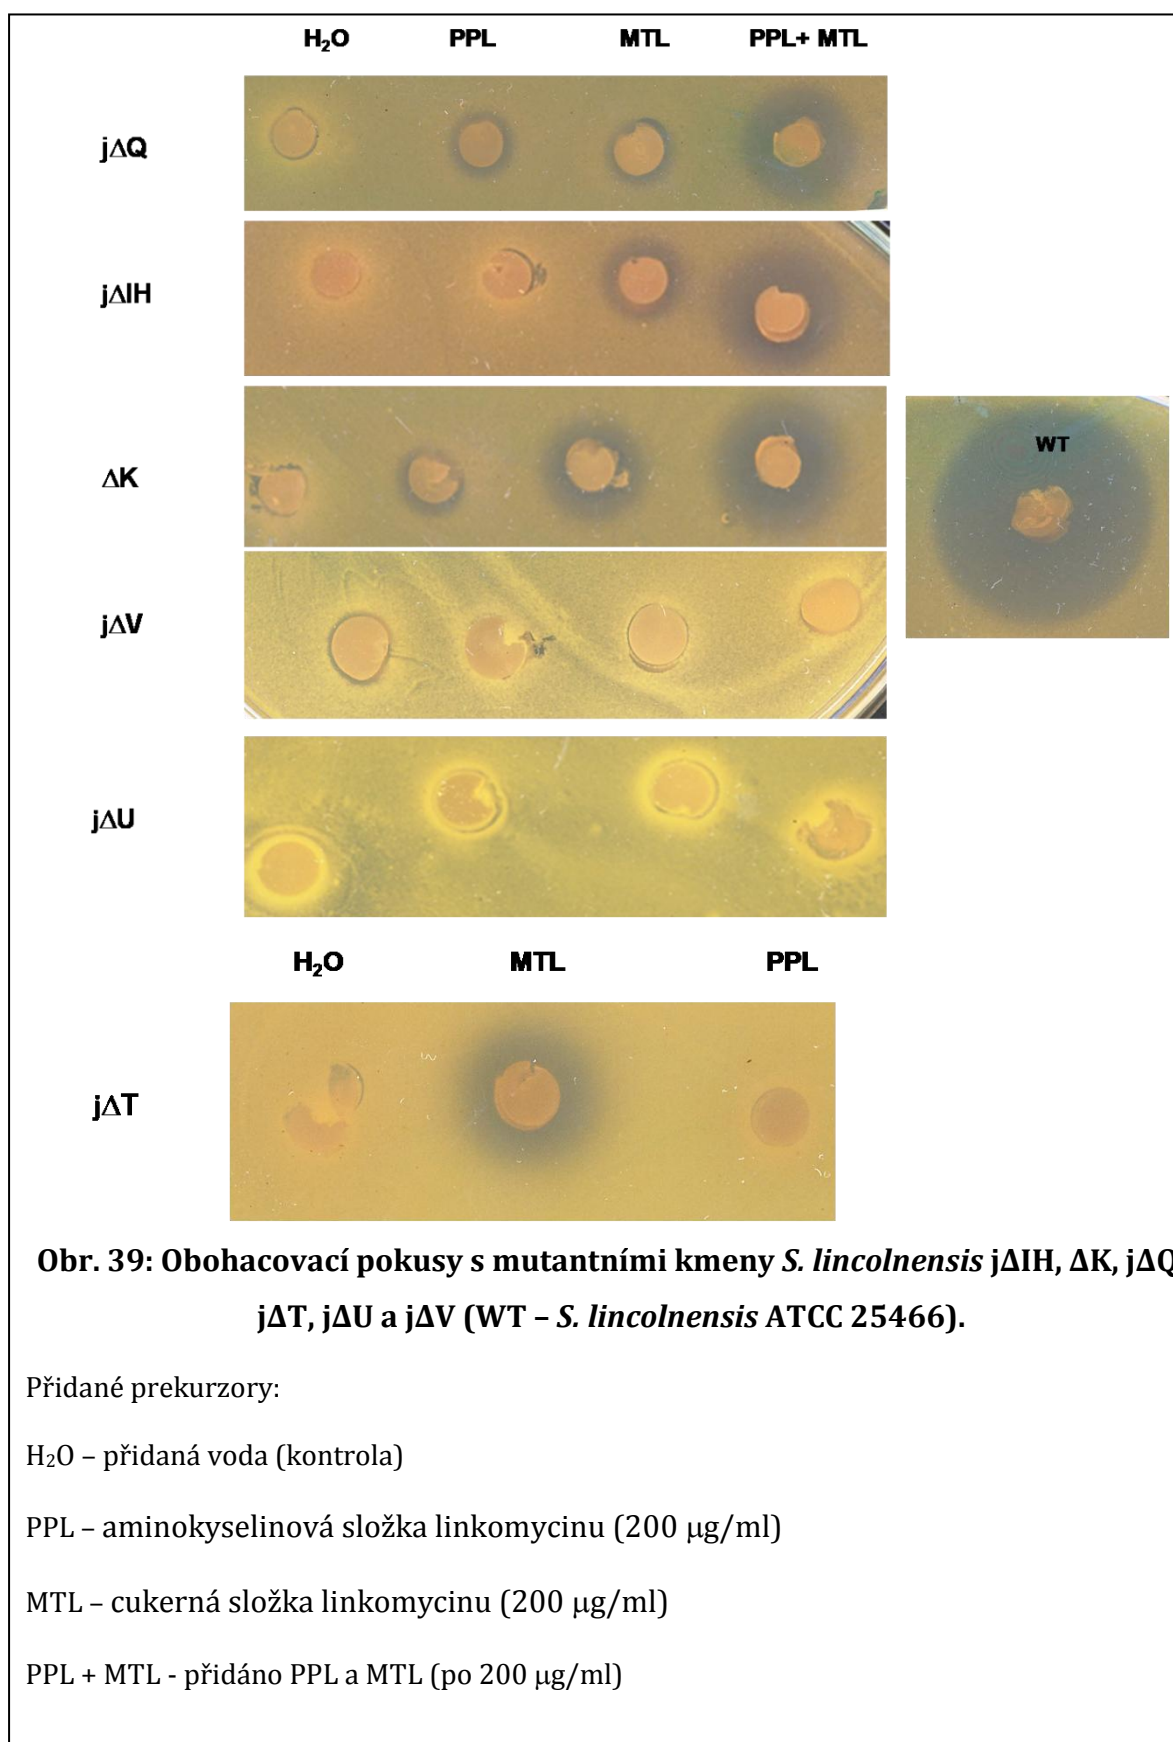 H₂O PPL MTL PPL+ MTL
jΔQ
jΔIH
ΔK
WT
jΔV
jΔU
H₂O MTL PPL
jΔT
Obr. 39: Obohacovací pokusy s mutantními kmeny S. lincolnensis jΔIH, ΔK, jΔQ
jΔT, jΔU a jΔV (WT – S. lincolnensis ATCC 25466).
Přidané prekurzory:
H₂O – přidaná voda (kontrola)
PPL – aminokyselinová složka linkomycinu (200 μg/ml)
MTL – cukerná složka linkomycinu (200 μg/ml)
PPL + MTL - přidáno PPL a MTL (po 200 μg/ml)